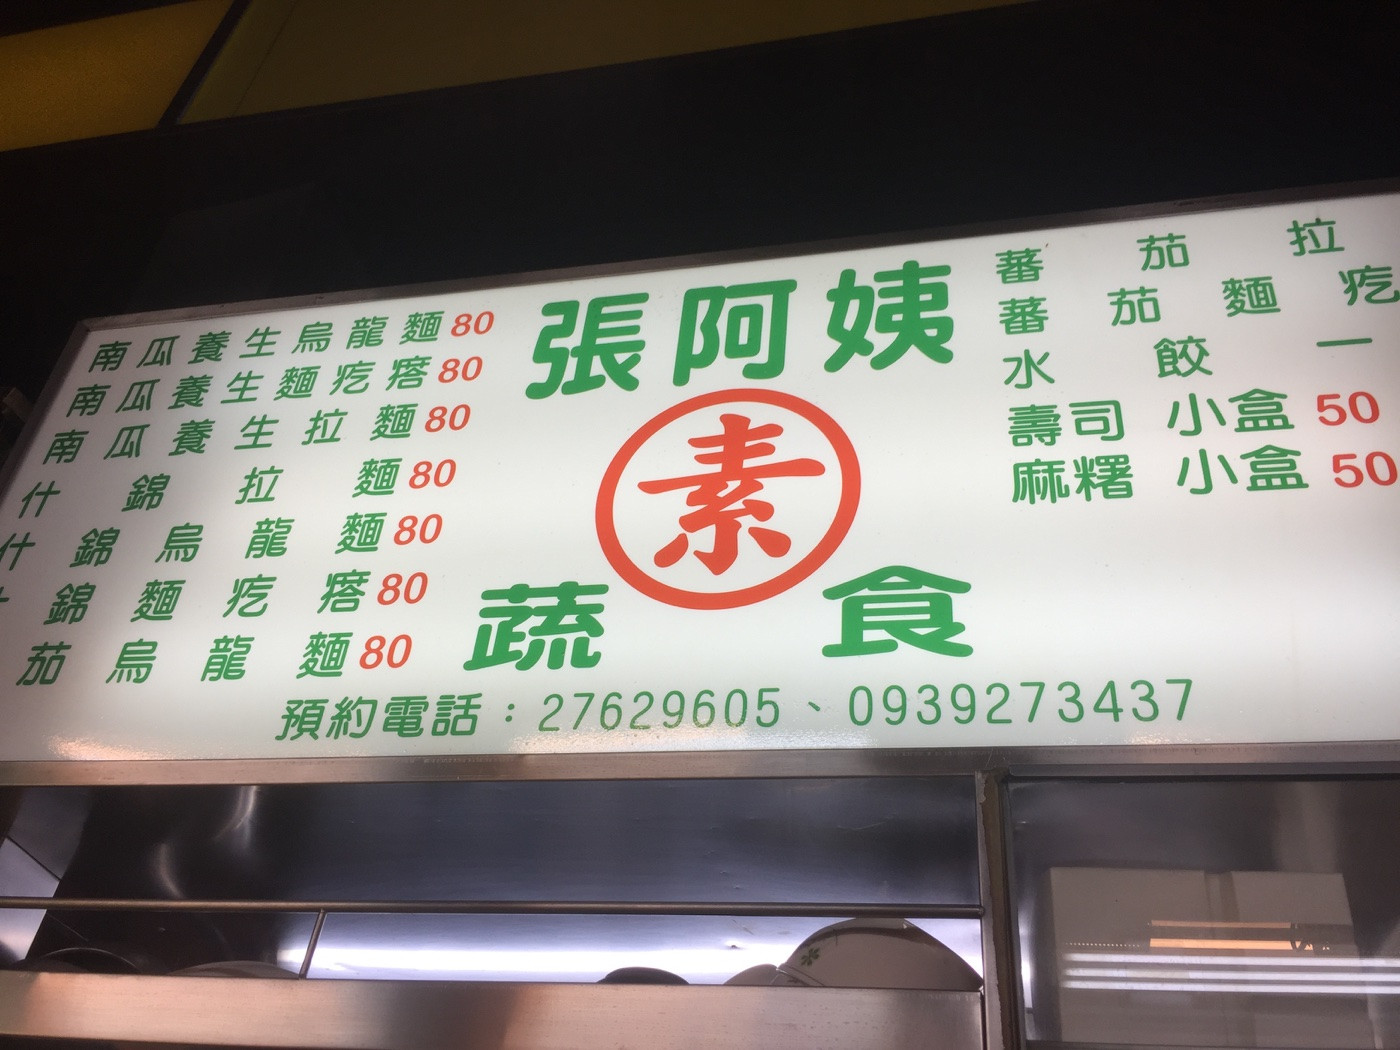 南瓜養生烏龍麵80
南瓜養生麵疙瘩80
南瓜養生拉麵80
什錦拉麵80
什錦烏龍麵80
錦麵疙瘩80
茄烏龍麵80
張阿姨
素
蔬食
蕃茄拉
蕃茄麵疙
水餃一
壽司 小盒50
麻糬 小盒50
預約電話：27629605、0939273437